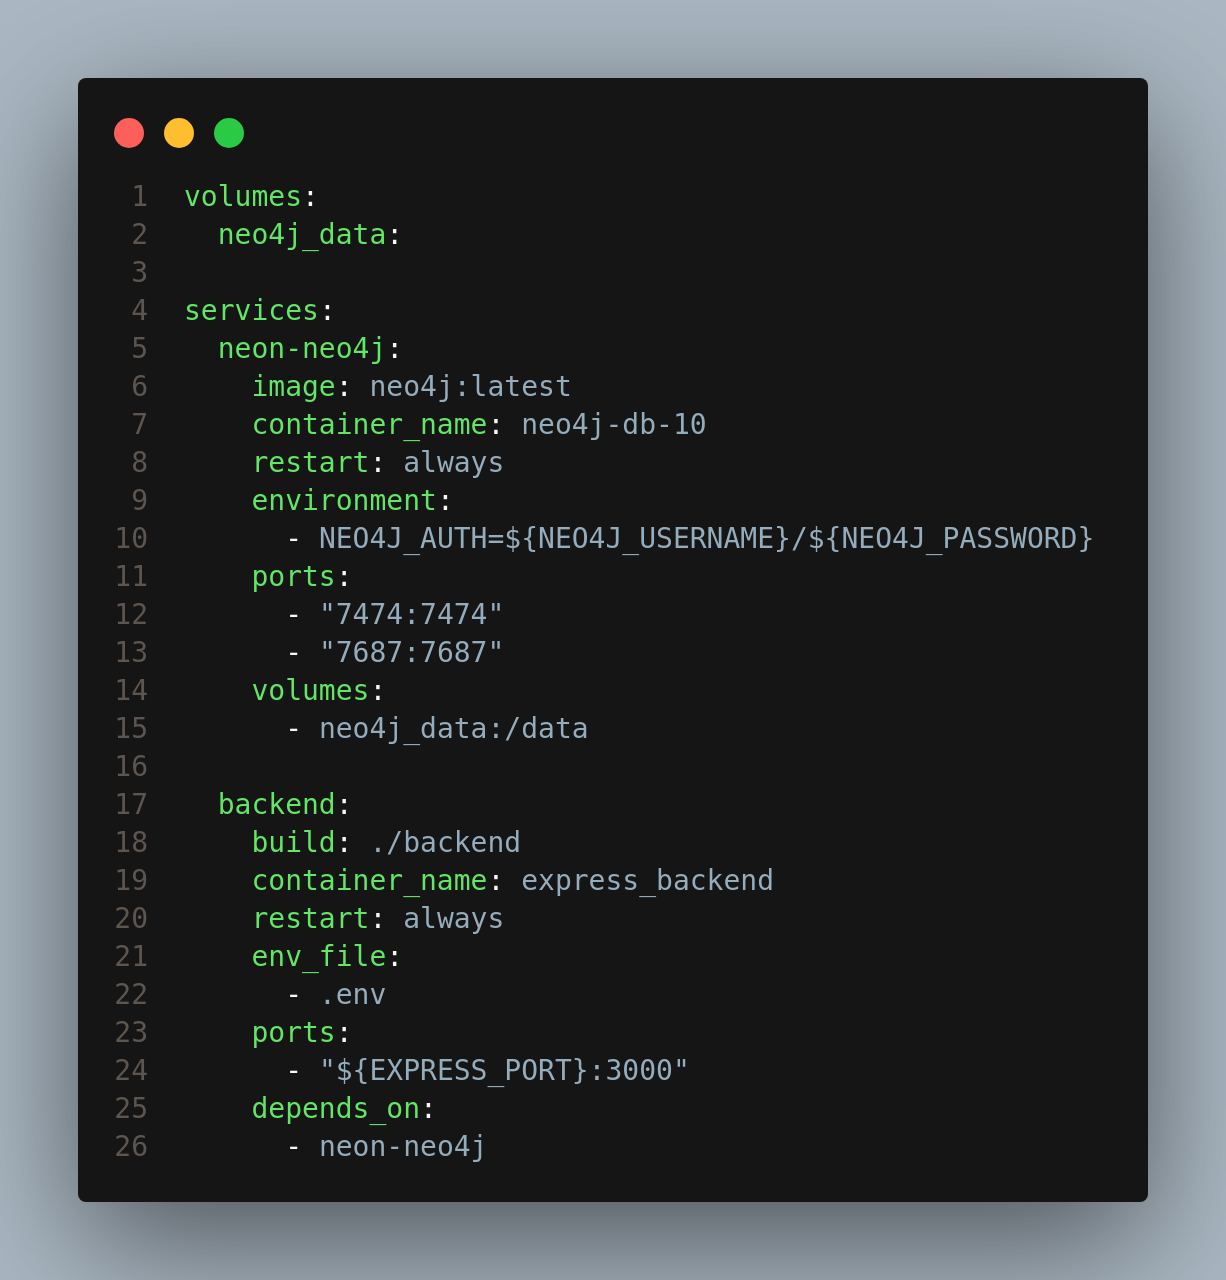 1 volumes:
2   neo4j_data:
3
4 services:
5   neon-neo4j:
6     image: neo4j:latest
7     container_name: neo4j-db-10
8     restart: always
9     environment:
10       - NEO4J_AUTH=${NEO4J_USERNAME}/${NEO4J_PASSWORD}
11     ports:
12       - "7474:7474"
13       - "7687:7687"
14     volumes:
15       - neo4j_data:/data
16
17   backend:
18     build: ./backend
19     container_name: express_backend
20     restart: always
21     env_file:
22       - .env
23     ports:
24       - "${EXPRESS_PORT}:3000"
25     depends_on:
26       - neon-neo4j